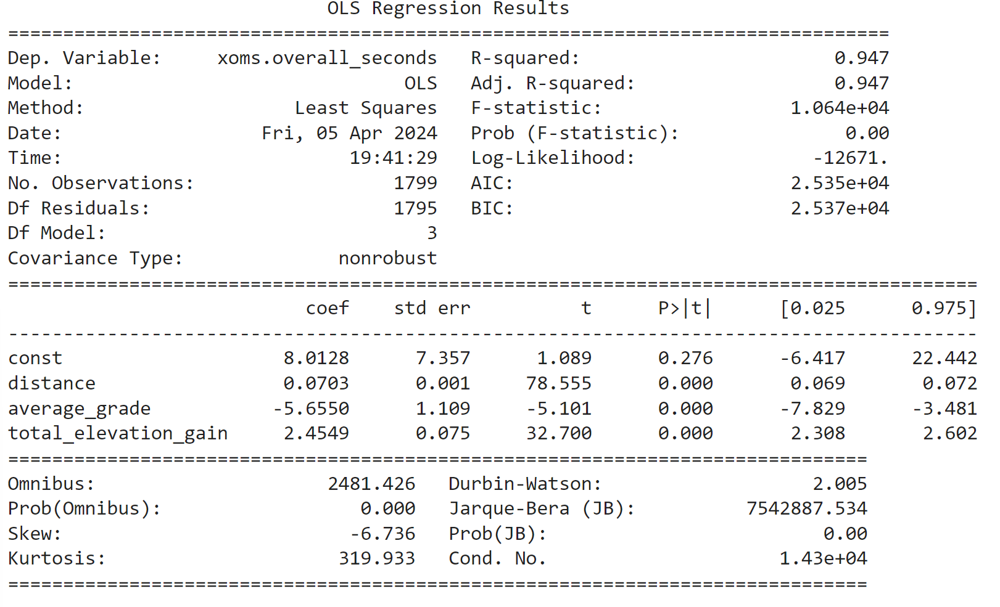 OLS Regression Results
================================================================================
Dep. Variable:     xoms.overall_seconds   R-squared:                       0.947
Model:                              OLS   Adj. R-squared:                  0.947
Method:                   Least Squares   F-statistic:                 1.064e+04
Date:                  Fri, 05 Apr 2024   Prob (F-statistic):               0.00
Time:                          19:41:29   Log-Likelihood:                -12671.
No. Observations:                  1799   AIC:                         2.535e+04
Df Residuals:                      1795   BIC:                         2.537e+04
Df Model:                             3
Covariance Type:              nonrobust
========================================================================================
                           coef    std err          t      P>|t|      [0.025      0.975]
----------------------------------------------------------------------------------------
const                    8.0128      7.357      1.089      0.276      -6.417      22.442
distance                 0.0703      0.001     78.555      0.000       0.069       0.072
average_grade           -5.6550      1.109     -5.101      0.000      -7.829      -3.481
total_elevation_gain     2.4549      0.075     32.700      0.000       2.308       2.602
==============================================================================
Omnibus:                     2481.426   Durbin-Watson:                   2.005
Prob(Omnibus):                  0.000   Jarque-Bera (JB):          7542887.534
Skew:                          -6.736   Prob(JB):                         0.00
Kurtosis:                     319.933   Cond. No.                     1.43e+04
==============================================================================